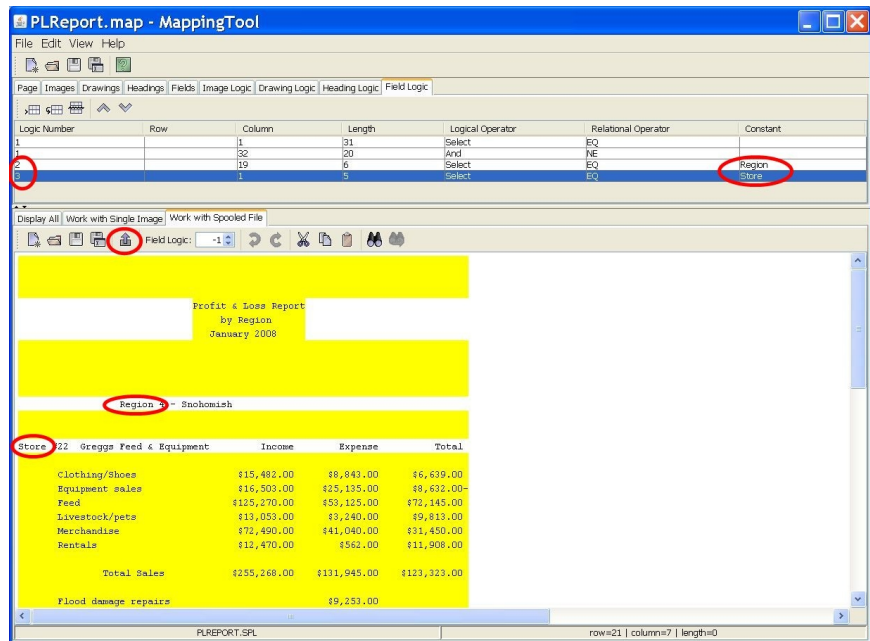 PLReport.map - MappingTool
File Edit View Help
Page Images Drawings Headings Fields Image Logic Drawing Logic Heading Logic Field Logic
Logic Number Row Column Length Logical Operator Relational Operator Constant
1 1 31 Select EQ
1 32 20 And NE
2 19 6 Select EQ Region
3 1 5 Select EQ Store
Display All Work with Single Image Work with Spooled File
Field Logic: -1
Profit & Loss Report
by Region
January 2008
Region 4 - Snohomish
Store 322 Greggs Feed & Equipment Income Expense Total
Clothing/Shoes $15,482.00 $8,843.00 $6,639.00
Equipment sales $16,503.00 $25,135.00 $8,632.00-
Feed $125,270.00 $53,125.00 $72,145.00
Livestock/pets $13,053.00 $3,240.00 $9,813.00
Merchandise $72,490.00 $41,040.00 $31,450.00
Rentals $12,470.00 $562.00 $11,908.00
Total Sales $255,268.00 $131,945.00 $123,323.00
Flood damage repairs $9,253.00
PLREPORT.SPL row=21 | column=7 | length=0